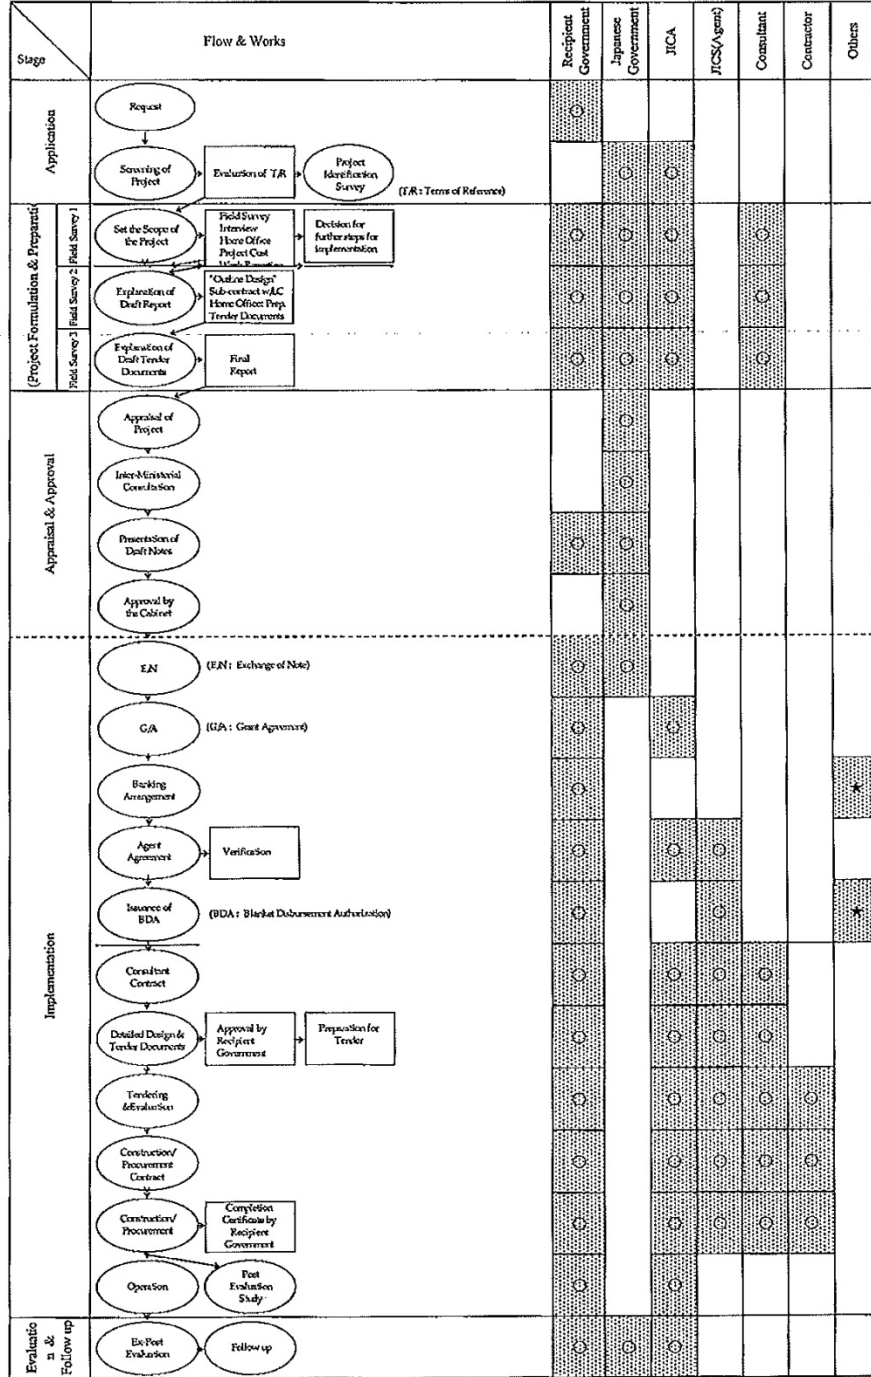 Stage
Flow & Works
Recipient
Government
Japanese
Government
JICA
JICS(Agent)
Consultant
Contractor
Others
Application
Request
Screening of
Project
Evaluation of T/R
Project
Identification
Survey
(T/R : Terms of Reference)
(Project Formulation & Preparati
Field Survey 1
Set the Scope of
the Project
Field Survey
Interview
Home Office
Project Cost
Decision for
further steps for
implementation
Field Survey 2
Explanation of
Draft Report
"Outline Design"
Sub-contract w/LC
Home Office: Prep.
Tender Documents
Field Survey 3
Explanation of
Draft Tender
Documents
Final
Report
Appraisal & Approval
Appraisal of
Project
Inter-Ministerial
Consultation
Presentation of
Draft Notes
Approval by
the Cabinet
Implementation
E/N
(E/N : Exchange of Note)
G/A
(G/A : Grant Agreement)
Banking
Arrangement
Agent
Agreement
Verification
Issuance of
BDA
(BDA : Blanket Disbursement Authorization)
Consultant
Contract
Detailed Design &
Tender Documents
Approval by
Recipient
Government
Preparation for
Tender
Tendering
&Evaluation
Construction/
Procurement
Contract
Construction/
Procurement
Completion
Certificate by
Recipient
Government
Operation
Post
Evaluation
Study
Evaluatio
n &
Follow up
Ex-Post
Evaluation
Follow up